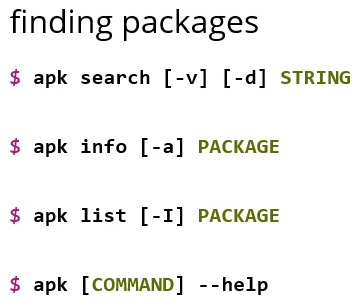 finding packages
$ apk search [-v] [-d] STRING
$ apk info [-a] PACKAGE
$ apk list [-I] PACKAGE
$ apk [COMMAND] --help